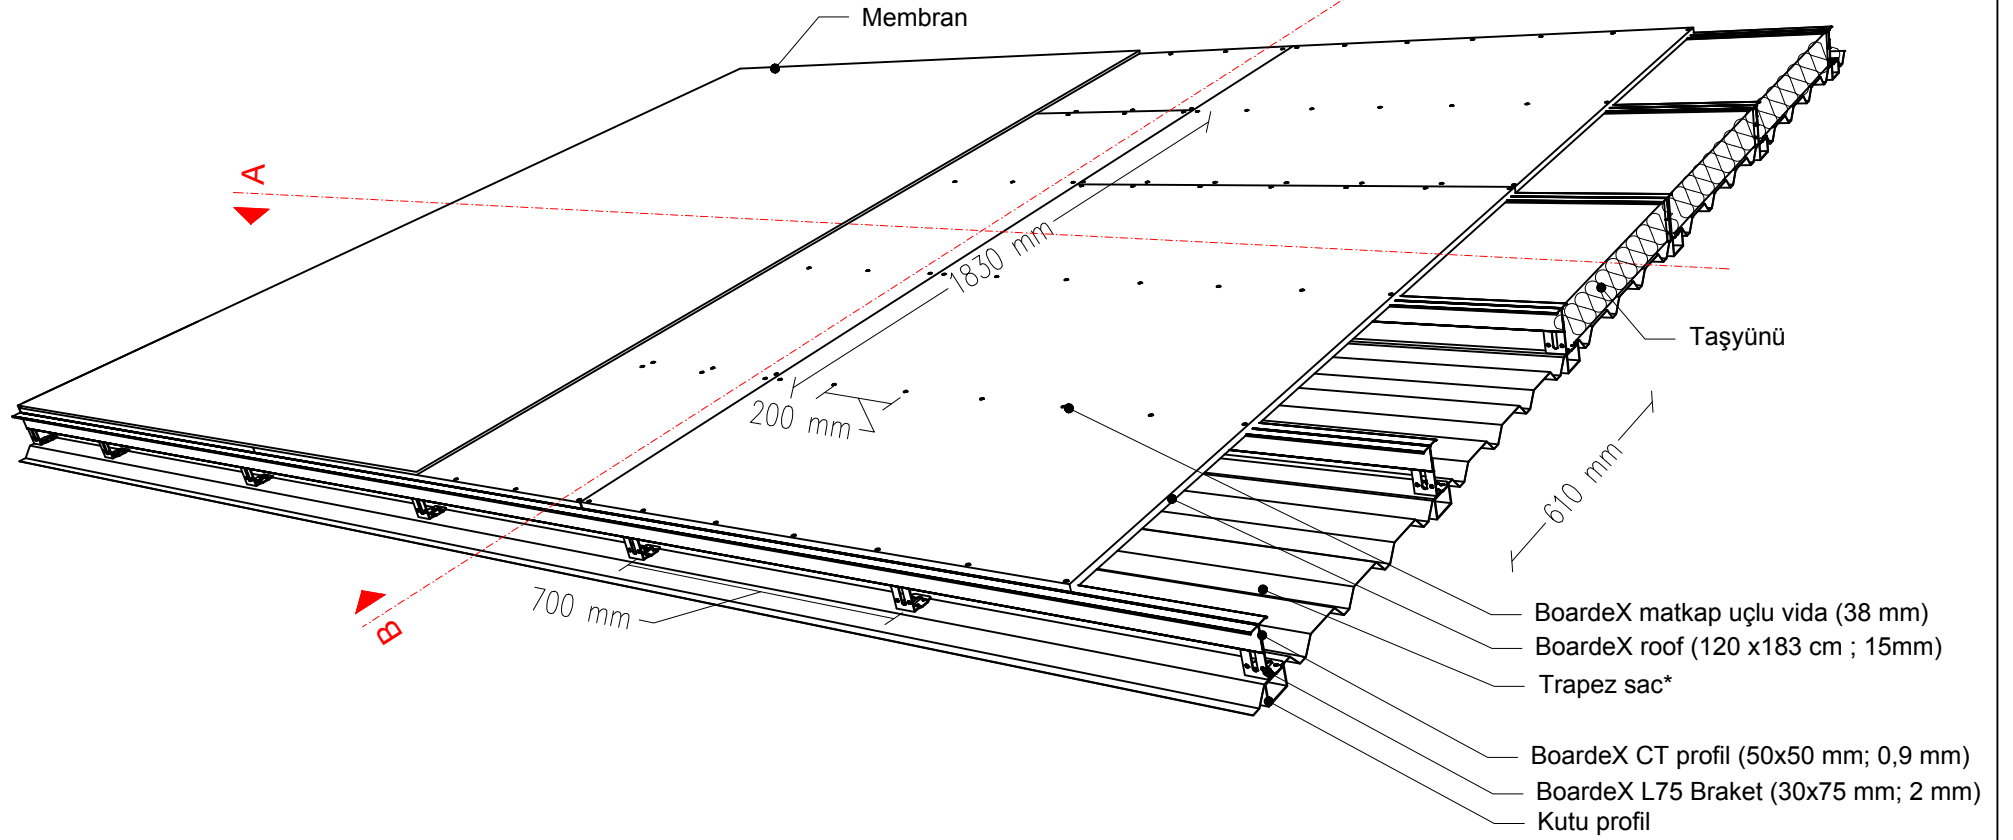 Membran
A
1830 mm
Taşyünü
200 mm
610 mm
700 mm
B
BoardeX matkap uçlu vida (38 mm)
BoardeX roof (120 x183 cm ; 15mm)
Trapez sac*
BoardeX CT profil (50x50 mm; 0,9 mm)
BoardeX L75 Braket (30x75 mm; 2 mm)
Kutu profil